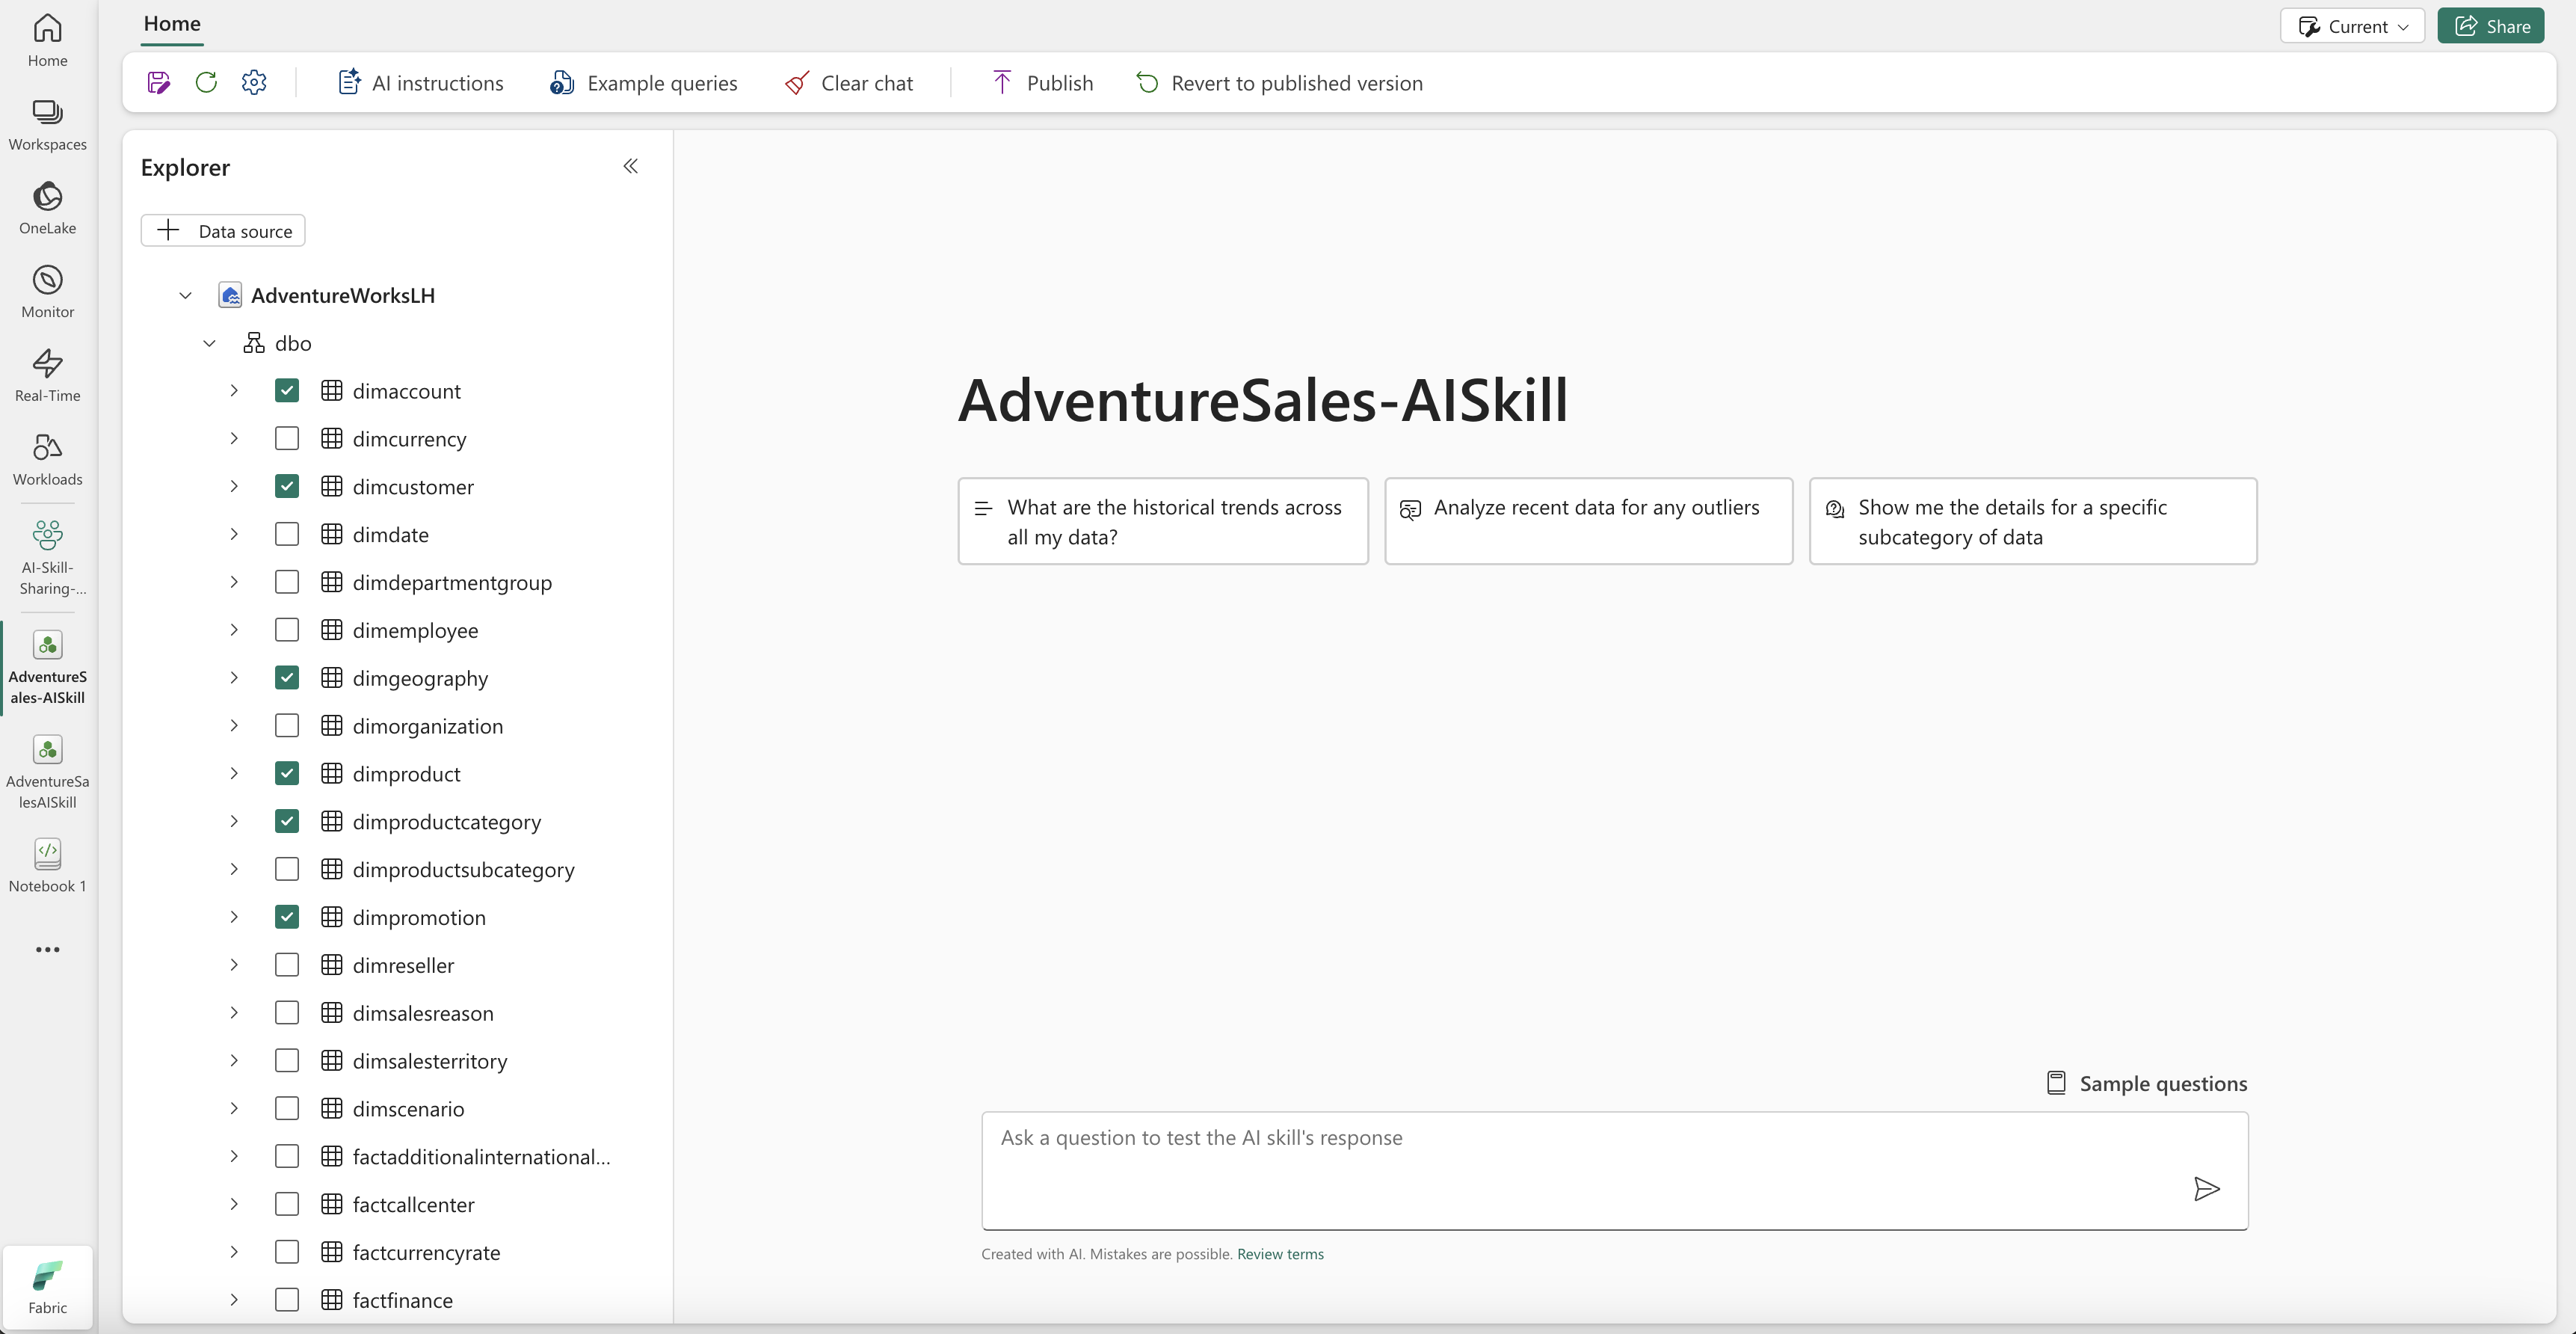 Home
Current
Share
AI instructions
Example queries
Clear chat
Publish
Revert to published version
Home
Workspaces
OneLake
Monitor
Real-Time
Workloads
AI-Skill-
Sharing-...
AdventureS
ales-AISkill
AdventureSa
lesAISkill
Notebook 1
Fabric
Explorer
Data source
AdventureWorksLH
dbo
dimaccount
dimcurrency
dimcustomer
dimdate
dimdepartmentgroup
dimemployee
dimgeography
dimorganization
dimproduct
dimproductcategory
dimproductsubcategory
dimpromotion
dimreseller
dimsalesreason
dimsalesterritory
dimscenario
factadditionalinternational...
factcallcenter
factcurrencyrate
factfinance
AdventureSales-AISkill
What are the historical trends across
all my data?
Analyze recent data for any outliers
Show me the details for a specific
subcategory of data
Sample questions
Ask a question to test the AI skill's response
Created with AI. Mistakes are possible. Review terms